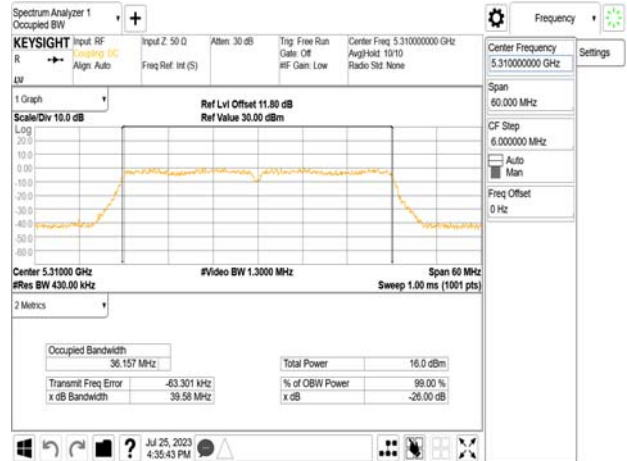 Spectrum Analyzer 1
Occupied BW
+
Frequency
KEYSIGHT
Input: RF
Coupling: DC
Align: Auto
Input Z: 50 Ω
Freq Ref: Int (S)
Atten: 30 dB
Trig: Free Run
Gate: Off
#IF Gain: Low
Center Freq: 5.310000000 GHz
Avg|Hold: 10/10
Radio Std: None
R
LXI
Center Frequency
5.310000000 GHz
Settings
Span
60.000 MHz
CF Step
6.000000 MHz
Auto
Man
Freq Offset
0 Hz
1 Graph
Scale/Div 10.0 dB
Ref Lvl Offset 11.80 dB
Ref Value 30.00 dBm
Log
20.0
10.0
0.00
-10.0
-20.0
-30.0
-40.0
-50.0
-60.0
Center 5.31000 GHz
#Video BW 1.3000 MHz
Span 60 MHz
#Res BW 430.00 kHz
Sweep 1.00 ms (1001 pts)
2 Metrics
Occupied Bandwidth
36.157 MHz
Total Power 16.0 dBm
Transmit Freq Error -63.301 kHz
% of OBW Power 99.00 %
x dB Bandwidth 39.58 MHz
x dB -26.00 dB
?
Jul 25, 2023
4:35:43 PM